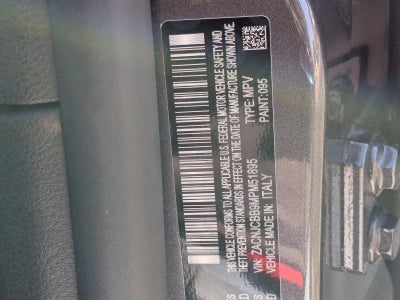 THIS VEHICLE CONFORMS TO ALL APPLICABLE U.S. FEDERAL MOTOR VEHICLE SAFETY AND
THEFT PREVENTION STANDARDS IN EFFECT ON THE DATE OF MANUFACTURE SHOWN ABOVE.
VIN: ZACNJCBB9MPN51895 TYPE: MPV
VEHICLE MADE IN: ITALY PAINT: 095